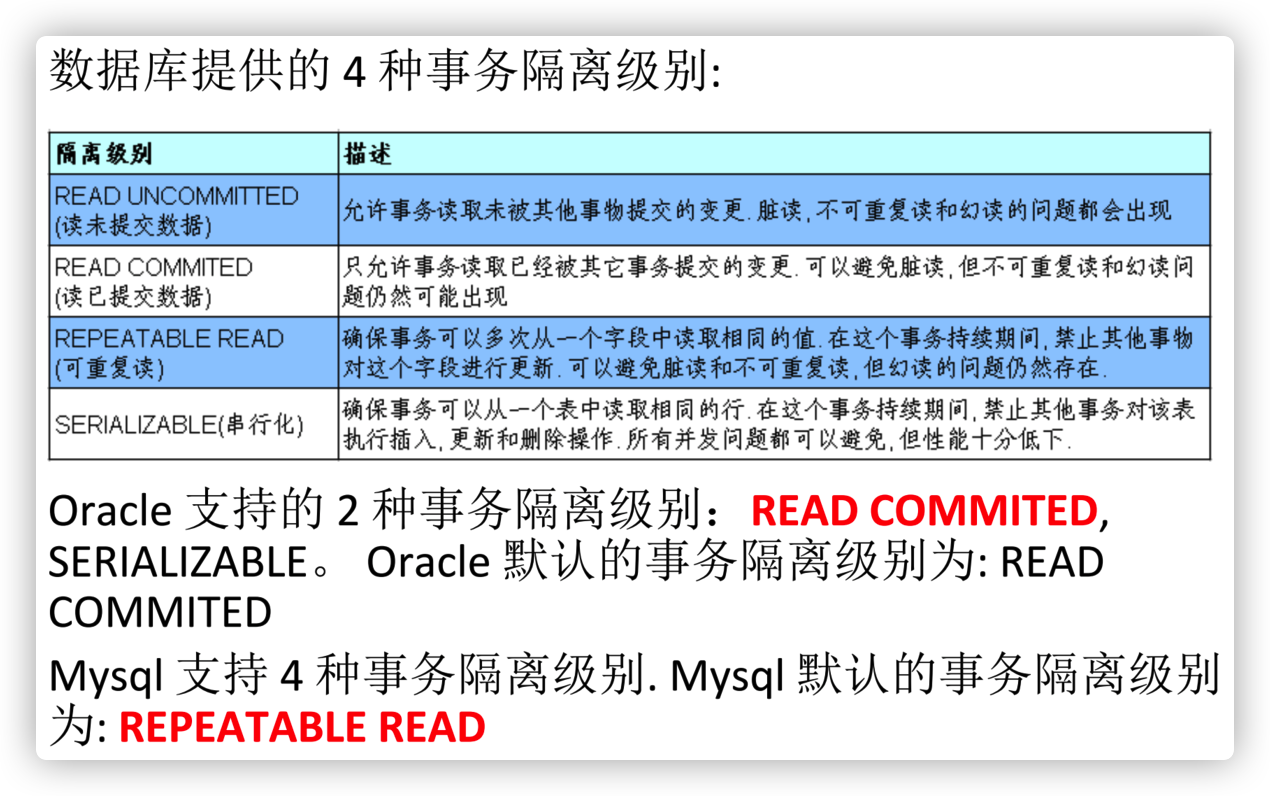 数据库提供的 4 种事务隔离级别:
隔离级别 描述
READ UNCOMMITTED
(读未提交数据)
允许事务读取未被其他事物提交的变更.脏读,不可重复读和幻读的问题都会出现
READ COMMITED
(读已提交数据)
只允许事务读取已经被其它事务提交的变更.可以避免脏读,但不可重复读和幻读问
题仍然可能出现
REPEATABLE READ
(可重复读)
确保事务可以多次从一个字段中读取相同的值.在这个事务持续期间,禁止其他事物
对这个字段进行更新.可以避免脏读和不可重复读,但幻读的问题仍然存在.
SERIALIZABLE(串行化)
确保事务可以从一个表中读取相同的行.在这个事务持续期间,禁止其他事务对该表
执行插入,更新和删除操作.所有并发问题都可以避免,但性能十分低下.
Oracle 支持的 2 种事务隔离级别：READ COMMITED,
SERIALIZABLE。 Oracle 默认的事务隔离级别为: READ
COMMITED
Mysql 支持 4 种事务隔离级别. Mysql 默认的事务隔离级别
为: REPEATABLE READ